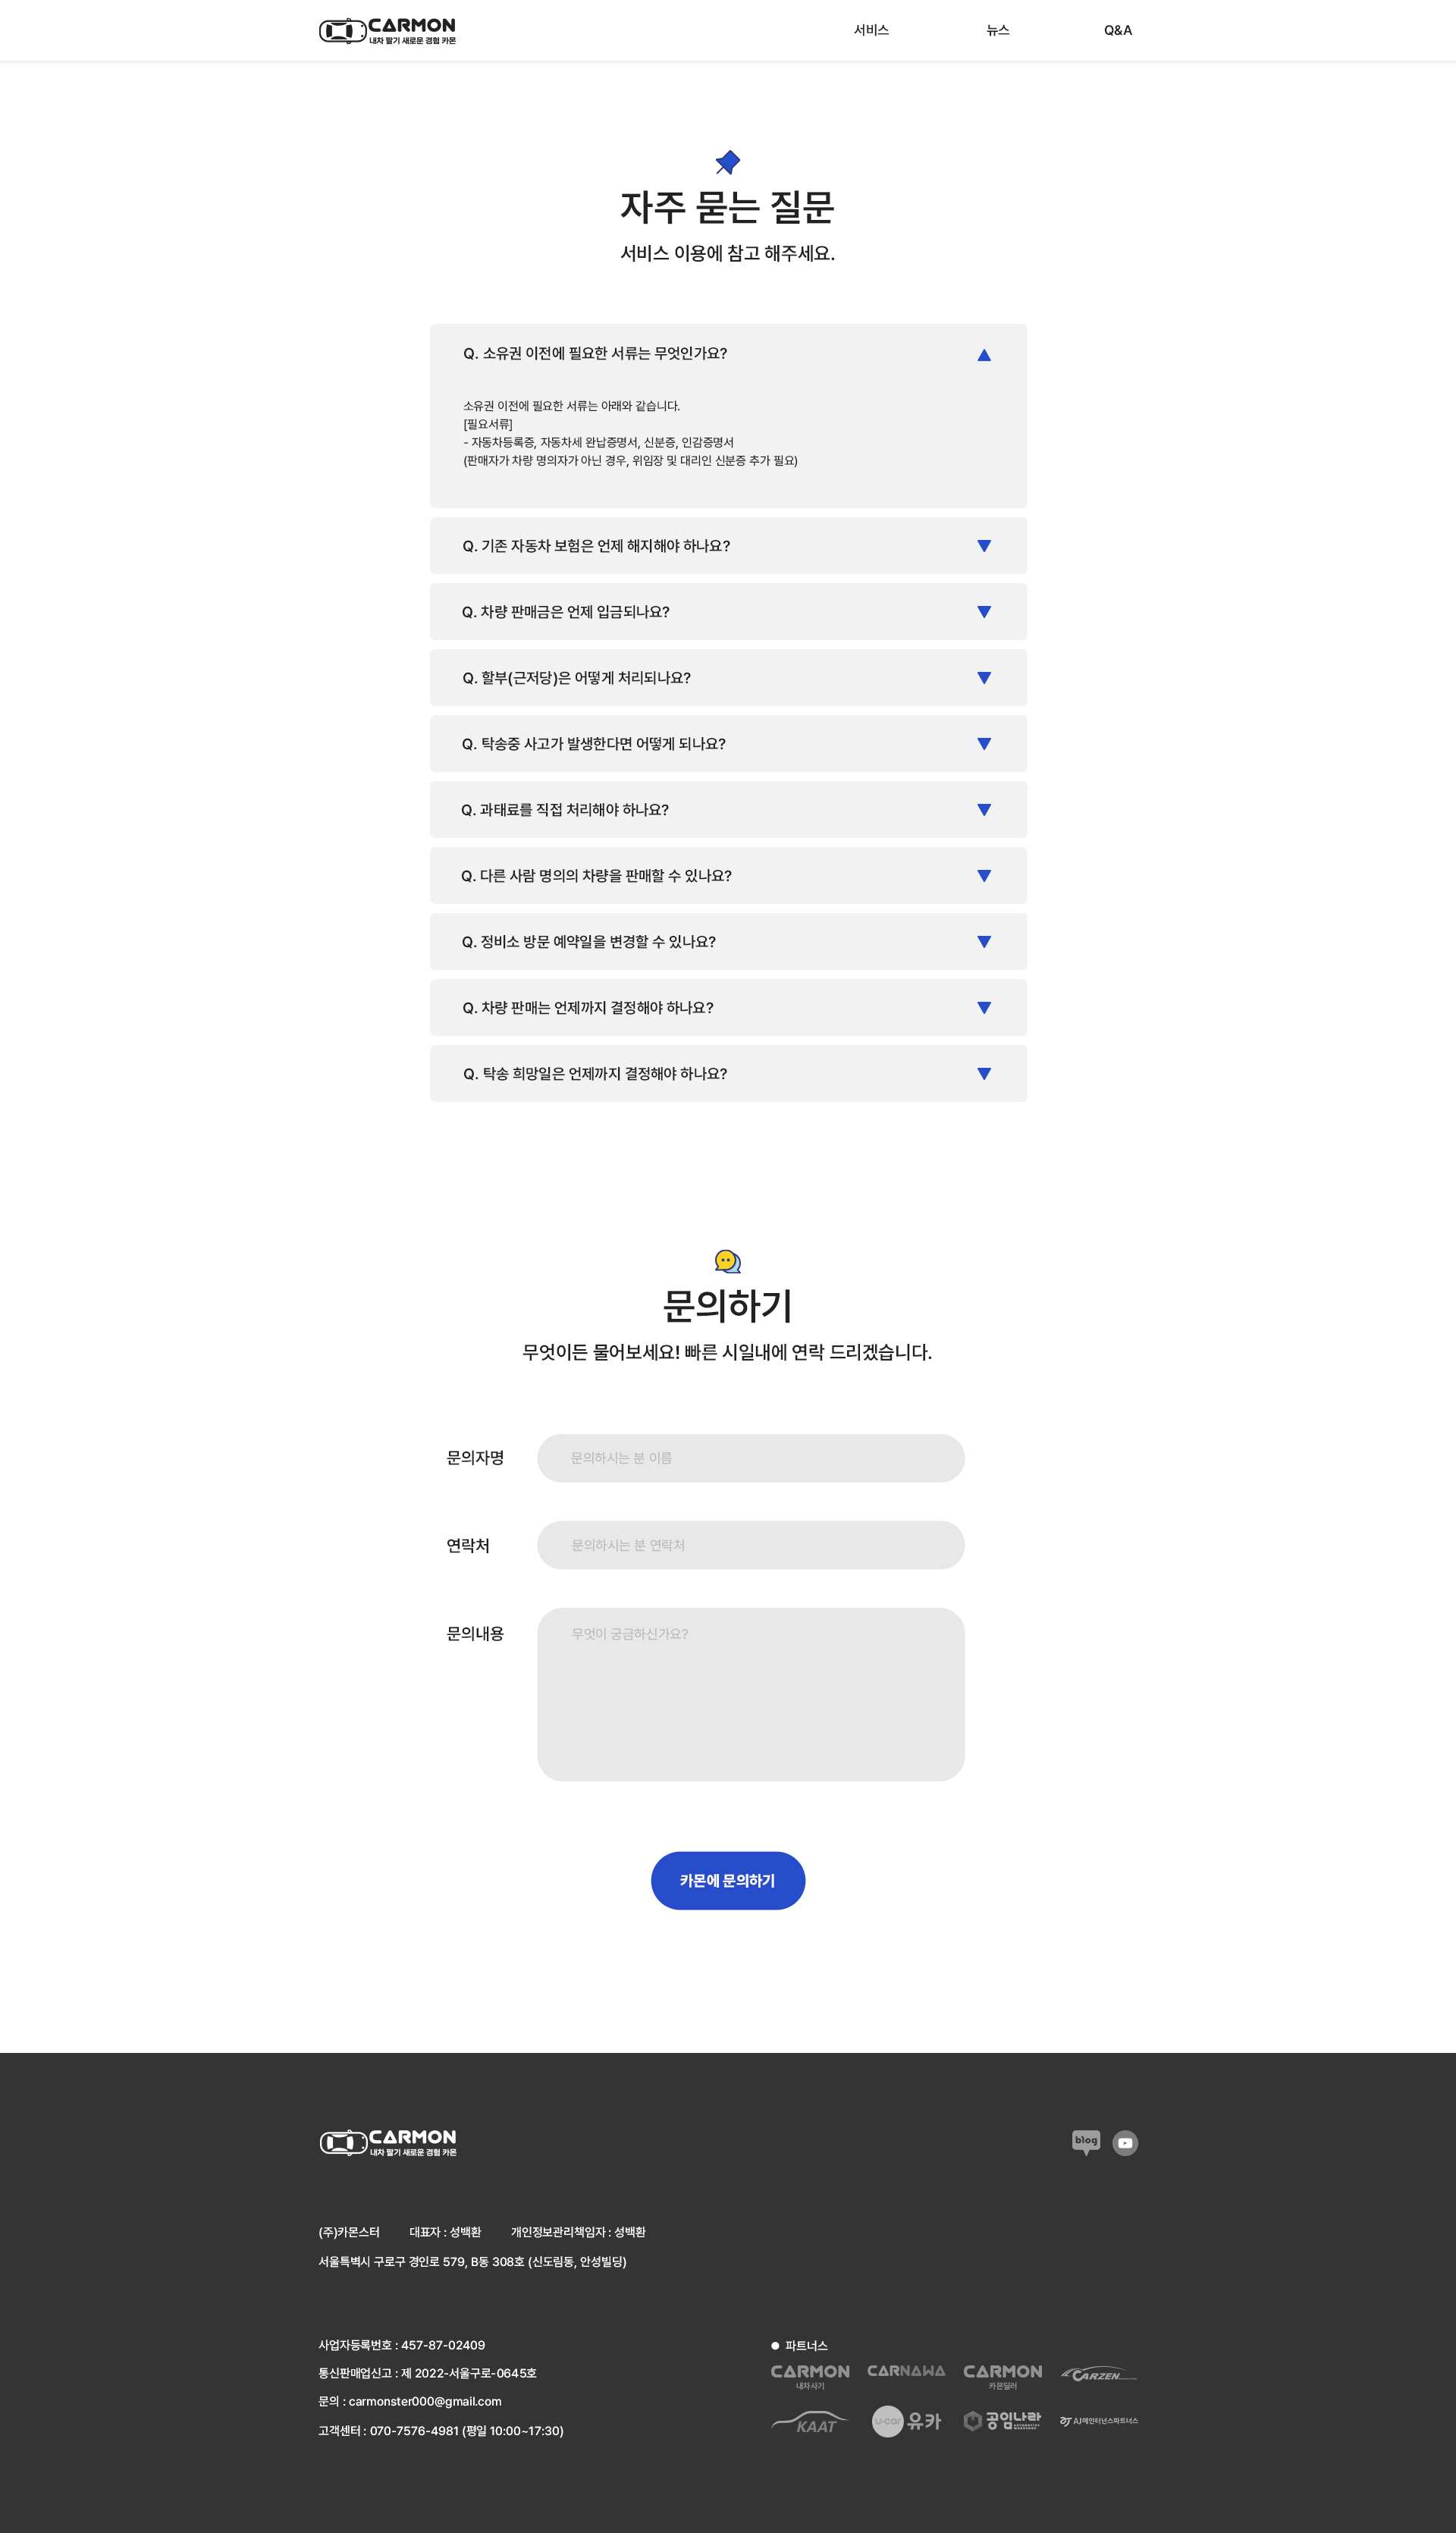 CARMON
내차 팔기 새로운 경험 카몬
서비스
뉴스
Q&A
자주 묻는 질문
서비스 이용에 참고 해주세요.
Q. 소유권 이전에 필요한 서류는 무엇인가요?
소유권 이전에 필요한 서류는 아래와 같습니다.
[필요서류]
- 자동차등록증, 자동차세 완납증명서, 신분증, 인감증명서
(판매자가 차량 명의자가 아닌 경우, 위임장 및 대리인 신분증 추가 필요)
Q. 기존 자동차 보험은 언제 해지해야 하나요?
Q. 차량 판매금은 언제 입금되나요?
Q. 할부(근저당)은 어떻게 처리되나요?
Q. 탁송중 사고가 발생한다면 어떻게 되나요?
Q. 과태료를 직접 처리해야 하나요?
Q. 다른 사람 명의의 차량을 판매할 수 있나요?
Q. 정비소 방문 예약일을 변경할 수 있나요?
Q. 차량 판매는 언제까지 결정해야 하나요?
Q. 탁송 희망일은 언제까지 결정해야 하나요?
문의하기
무엇이든 물어보세요! 빠른 시일내에 연락 드리겠습니다.
문의자명
문의하시는 분 이름
연락처
문의하시는 분 연락처
문의내용
무엇이 궁금하신가요?
카몬에 문의하기
CARMON
내차 팔기 새로운 경험 카몬
blog
(주)카몬스터 대표자 : 성백환 개인정보관리책임자 : 성백환
서울특벽시 구로구 경인로 579, B동 308호 (신도림동, 안성빌딩)
사업자등록번호 : 457-87-02409
통신판매업신고 : 제 2022-서울구로-0645호
문의 : carmonster000@gmail.com
고객센터 : 070-7576-4981 (평일 10:00~17:30)
파트너스
CARMON
내차사기
CARNAWA
CARMON
카몬딜러
CARZEN
KAAT
u-car 유카
공임나라
AJ메인터넌스파트너스